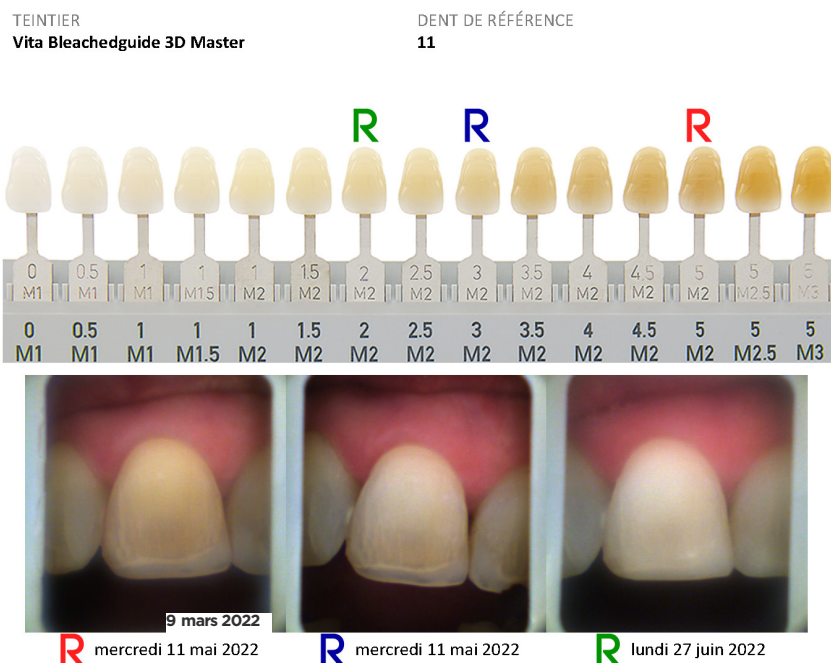 TEINTIER DENT DE RÉFÉRENCE
Vita Bleachedguide 3D Master 11
R R R
0 0.5 1 1 1 1.5 2 2.5 3 3.5 4 4.5 5 5 5
M1 M1 M1 M1.5 M2 M2 M2 M2 M2 M2 M2 M2 M2 M2.5 M3
0 0.5 1 1 1 1.5 2 2.5 3 3.5 4 4.5 5 5 5
M1 M1 M1 M1.5 M2 M2 M2 M2 M2 M2 M2 M2 M2 M2.5 M3
9 mars 2022
R mercredi 11 mai 2022 R mercredi 11 mai 2022 R lundi 27 juin 2022